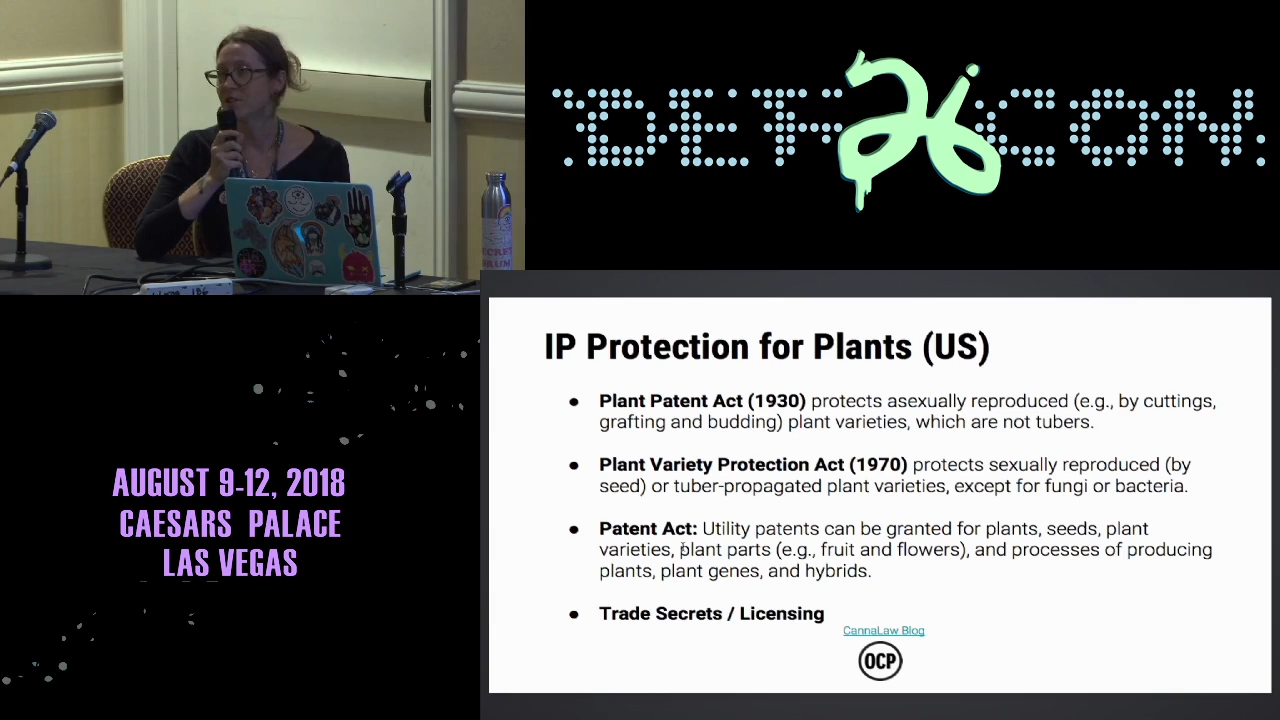 DEF 26 CON
SECRET
IP Protection for Plants (US)
● Plant Patent Act (1930) protects asexually reproduced (e.g., by cuttings,
grafting and budding) plant varieties, which are not tubers.
● Plant Variety Protection Act (1970) protects sexually reproduced (by
seed) or tuber-propagated plant varieties, except for fungi or bacteria.
● Patent Act: Utility patents can be granted for plants, seeds, plant
varieties, plant parts (e.g., fruit and flowers), and processes of producing
plants, plant genes, and hybrids.
● Trade Secrets / Licensing
CannaLaw Blog
OCP
AUGUST 9-12, 2018
CAESARS PALACE
LAS VEGAS